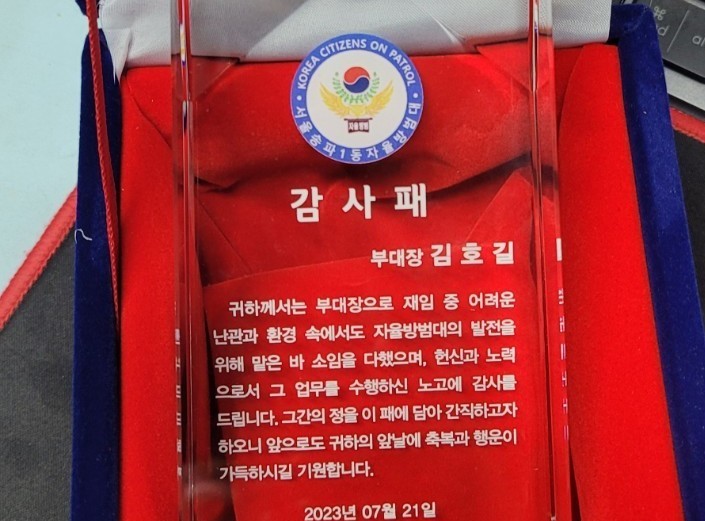 KOREA CITIZENS ON PATROL
자율방범
서울송파1동자율방범대
감사패
부대장 김호길
귀하께서는 부대장으로 재임 중 어려운
난관과 환경 속에서도 자율방범대의 발전을
위해 맡은 바 소임을 다했으며, 헌신과 노력
으로서 그 업무를 수행하신 노고에 감사를
드립니다. 그간의 정을 이 패에 담아 간직하고자
하오니 앞으로도 귀하의 앞날에 축복과 행운이
가득하시길 기원합니다.
2023년 07월 21일